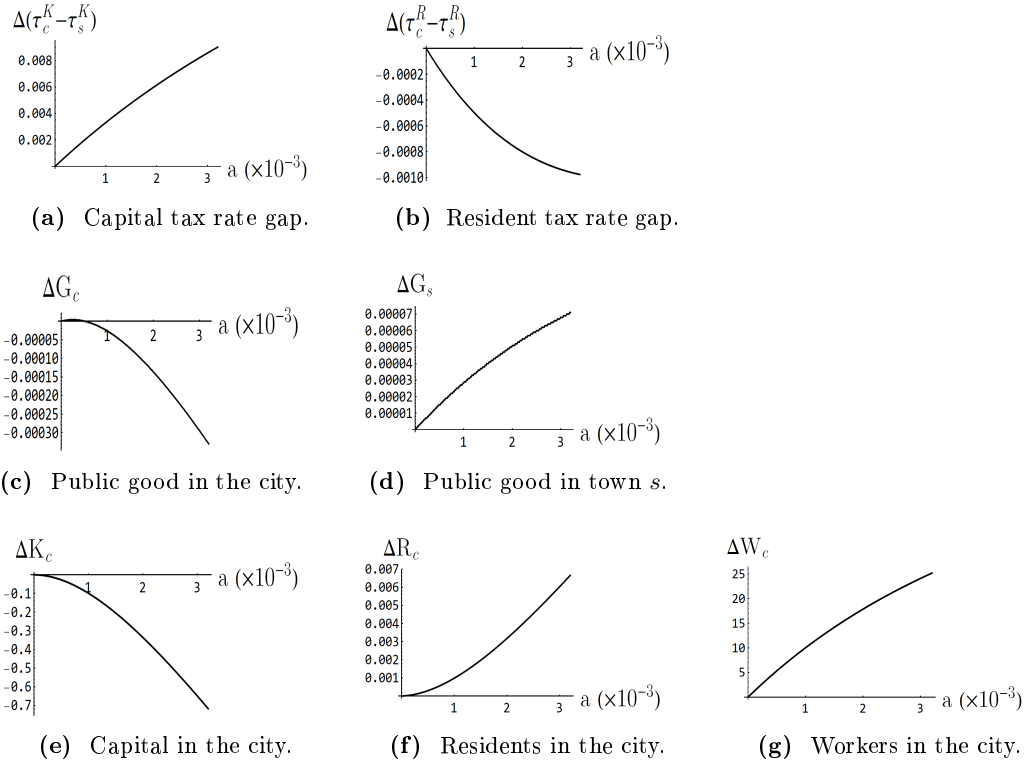 Δ(τ_c^K−τ_s^K)
0.008
0.006
0.004
0.002
1 2 3 a (×10⁻³)
(a) Capital tax rate gap.
Δ(τ_c^R−τ_s^R)
1 2 3 a (×10⁻³)
-0.0002
-0.0004
-0.0006
-0.0008
-0.0010
(b) Resident tax rate gap.
ΔG_c
1 2 3 a (×10⁻³)
-0.00005
-0.00010
-0.00015
-0.00020
-0.00025
-0.00030
(c) Public good in the city.
ΔG_s
0.00007
0.00006
0.00005
0.00004
0.00003
0.00002
0.00001
1 2 3 a (×10⁻³)
(d) Public good in town s.
ΔK_c
1 2 3 a (×10⁻³)
-0.1
-0.2
-0.3
-0.4
-0.5
-0.6
-0.7
(e) Capital in the city.
ΔR_c
0.007
0.006
0.005
0.004
0.003
0.002
0.001
1 2 3 a (×10⁻³)
(f) Residents in the city.
ΔW_c
25
20
15
10
5
1 2 3 a (×10⁻³)
(g) Workers in the city.